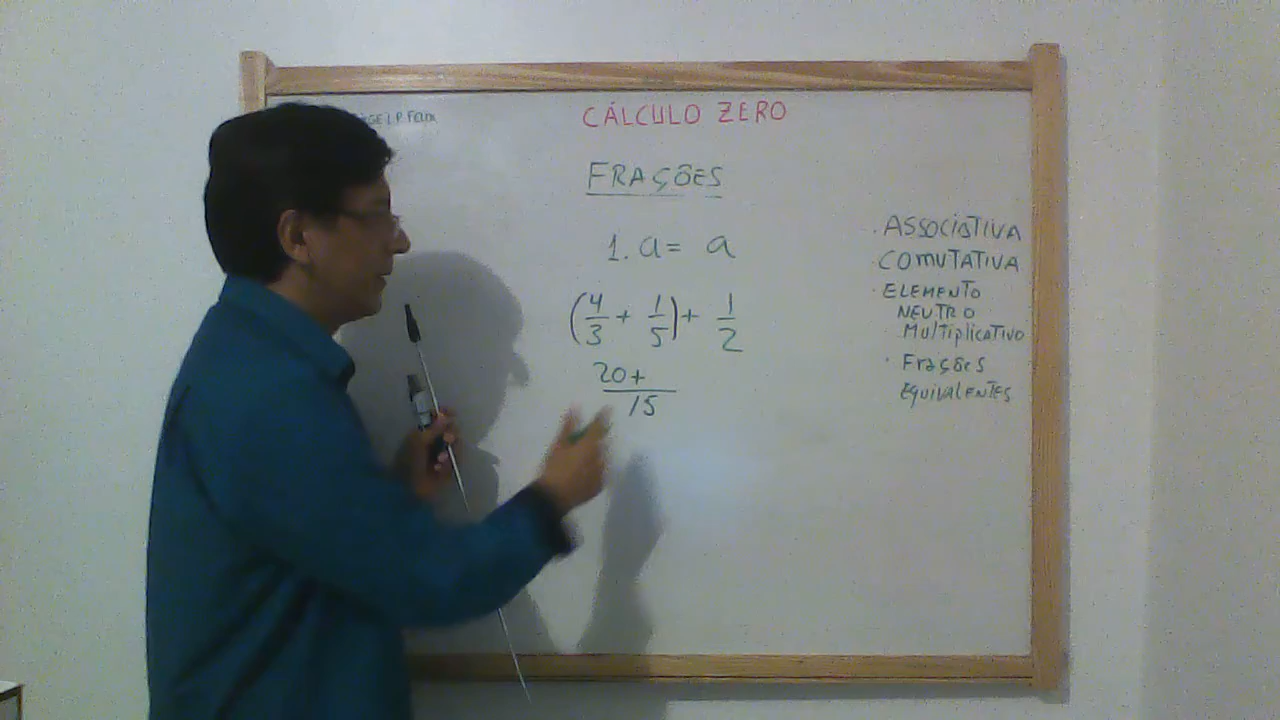 P. Felix
CÁLCULO ZERO
FRAÇÕES
1. a = a
(4/3 + 1/5) + 1/2
20+
15
. ASSOCIATIVA
COMUTATIVA
. ELEMENTO
NEUTRO
Multiplicativo
. Frações
EQUIVALENTES